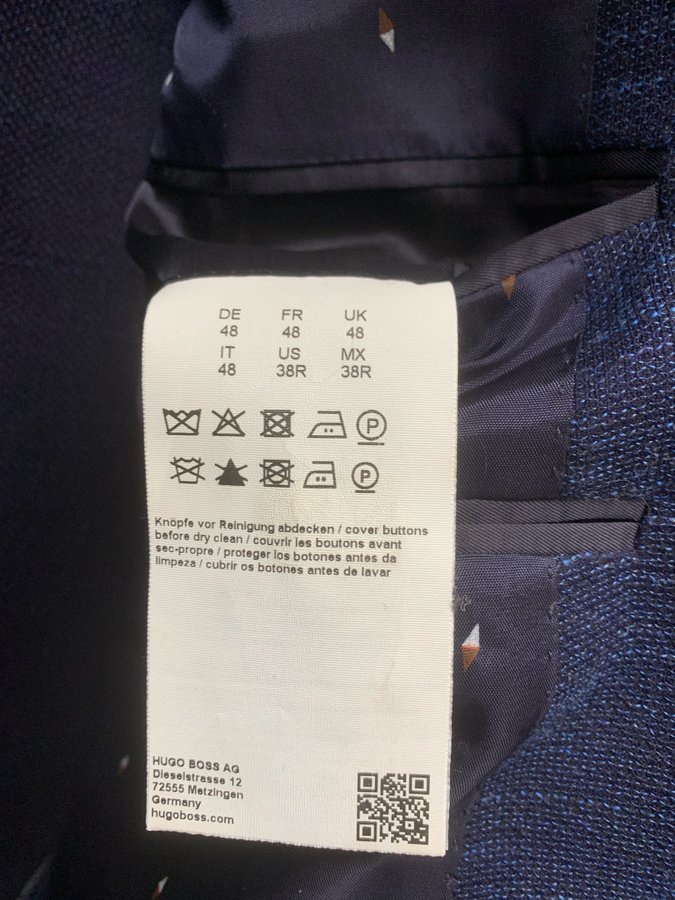 DE FR UK
48 48 48
IT US MX
48 38R 38R
P
P
Knöpfe vor Reinigung abdecken / cover buttons
before dry clean / couvrir les boutons avant
sec-propre / proteger los botones antes da
limpeza / cubrir os botones antes de lavar
HUGO BOSS AG
Dieselstrasse 12
72555 Metzingen
Germany
hugoboss.com